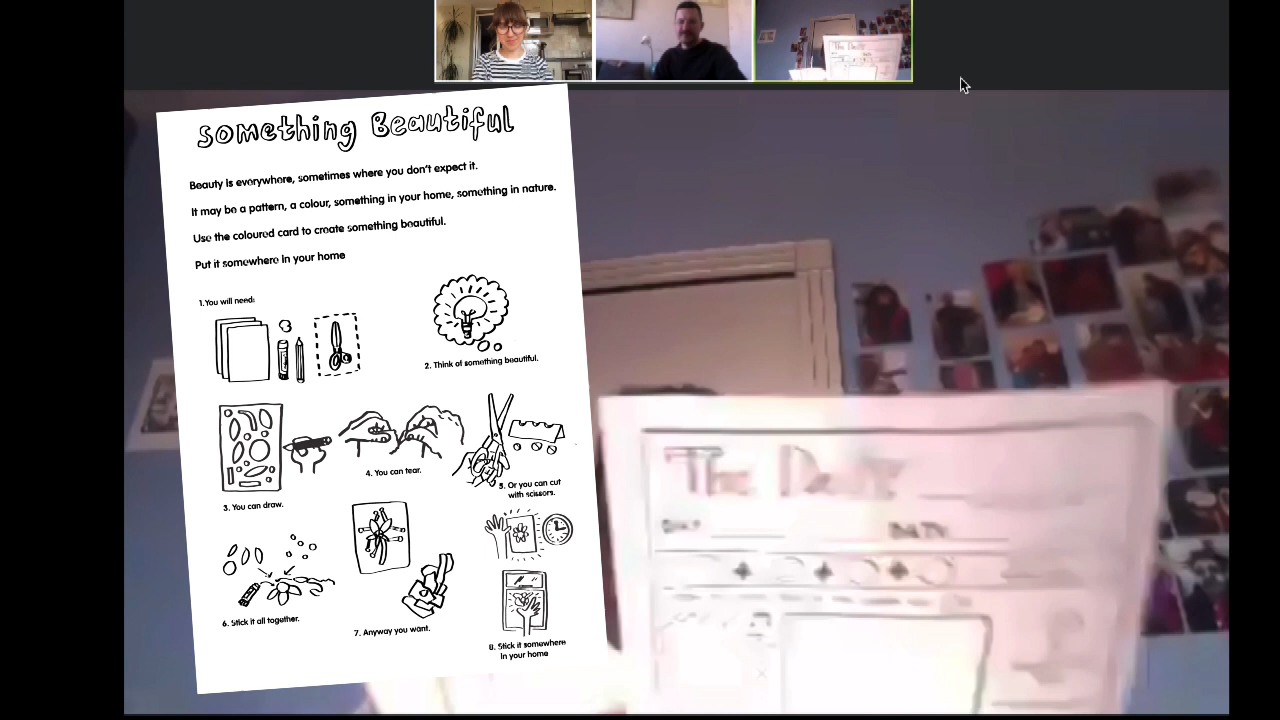 something Beautiful
Beauty is everywhere, sometimes where you don't expect it.
It may be a pattern, a colour, something in your home, something in nature.
Use the coloured card to create something beautiful.
Put it somewhere in your home
1.You will need:
2. Think of something beautiful.
3. You can draw.
4. You can tear.
5. Or you can cut
with scissors.
6. Stick it all together.
7. Anyway you want.
8. Stick it somewhere
in your home
The Daily
DATE